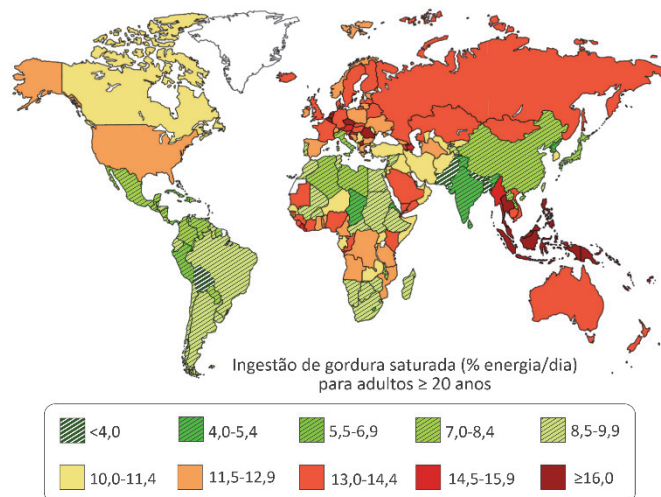 Ingestão de gordura saturada (% energia/dia)
para adultos ≥ 20 anos
<4,0 4,0-5,4 5,5-6,9 7,0-8,4 8,5-9,9
10,0-11,4 11,5-12,9 13,0-14,4 14,5-15,9 ≥16,0